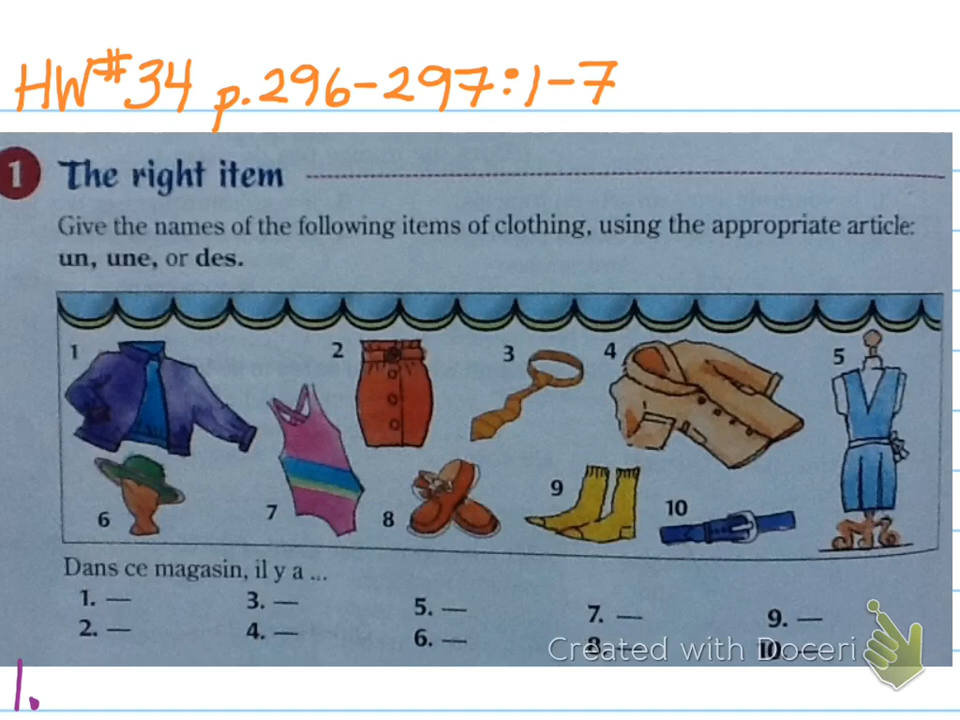 HW#34 p.296-297:1-7
1 The right item
Give the names of the following items of clothing, using the appropriate article:
un, une, or des.
1 2 3 4 5
6 7 8 9 10
Dans ce magasin, il y a ...
1. — 3. — 5. — 7. — 9. —
2. — 4. — 6. — 8. — 10. —
Created with Doceri
1.